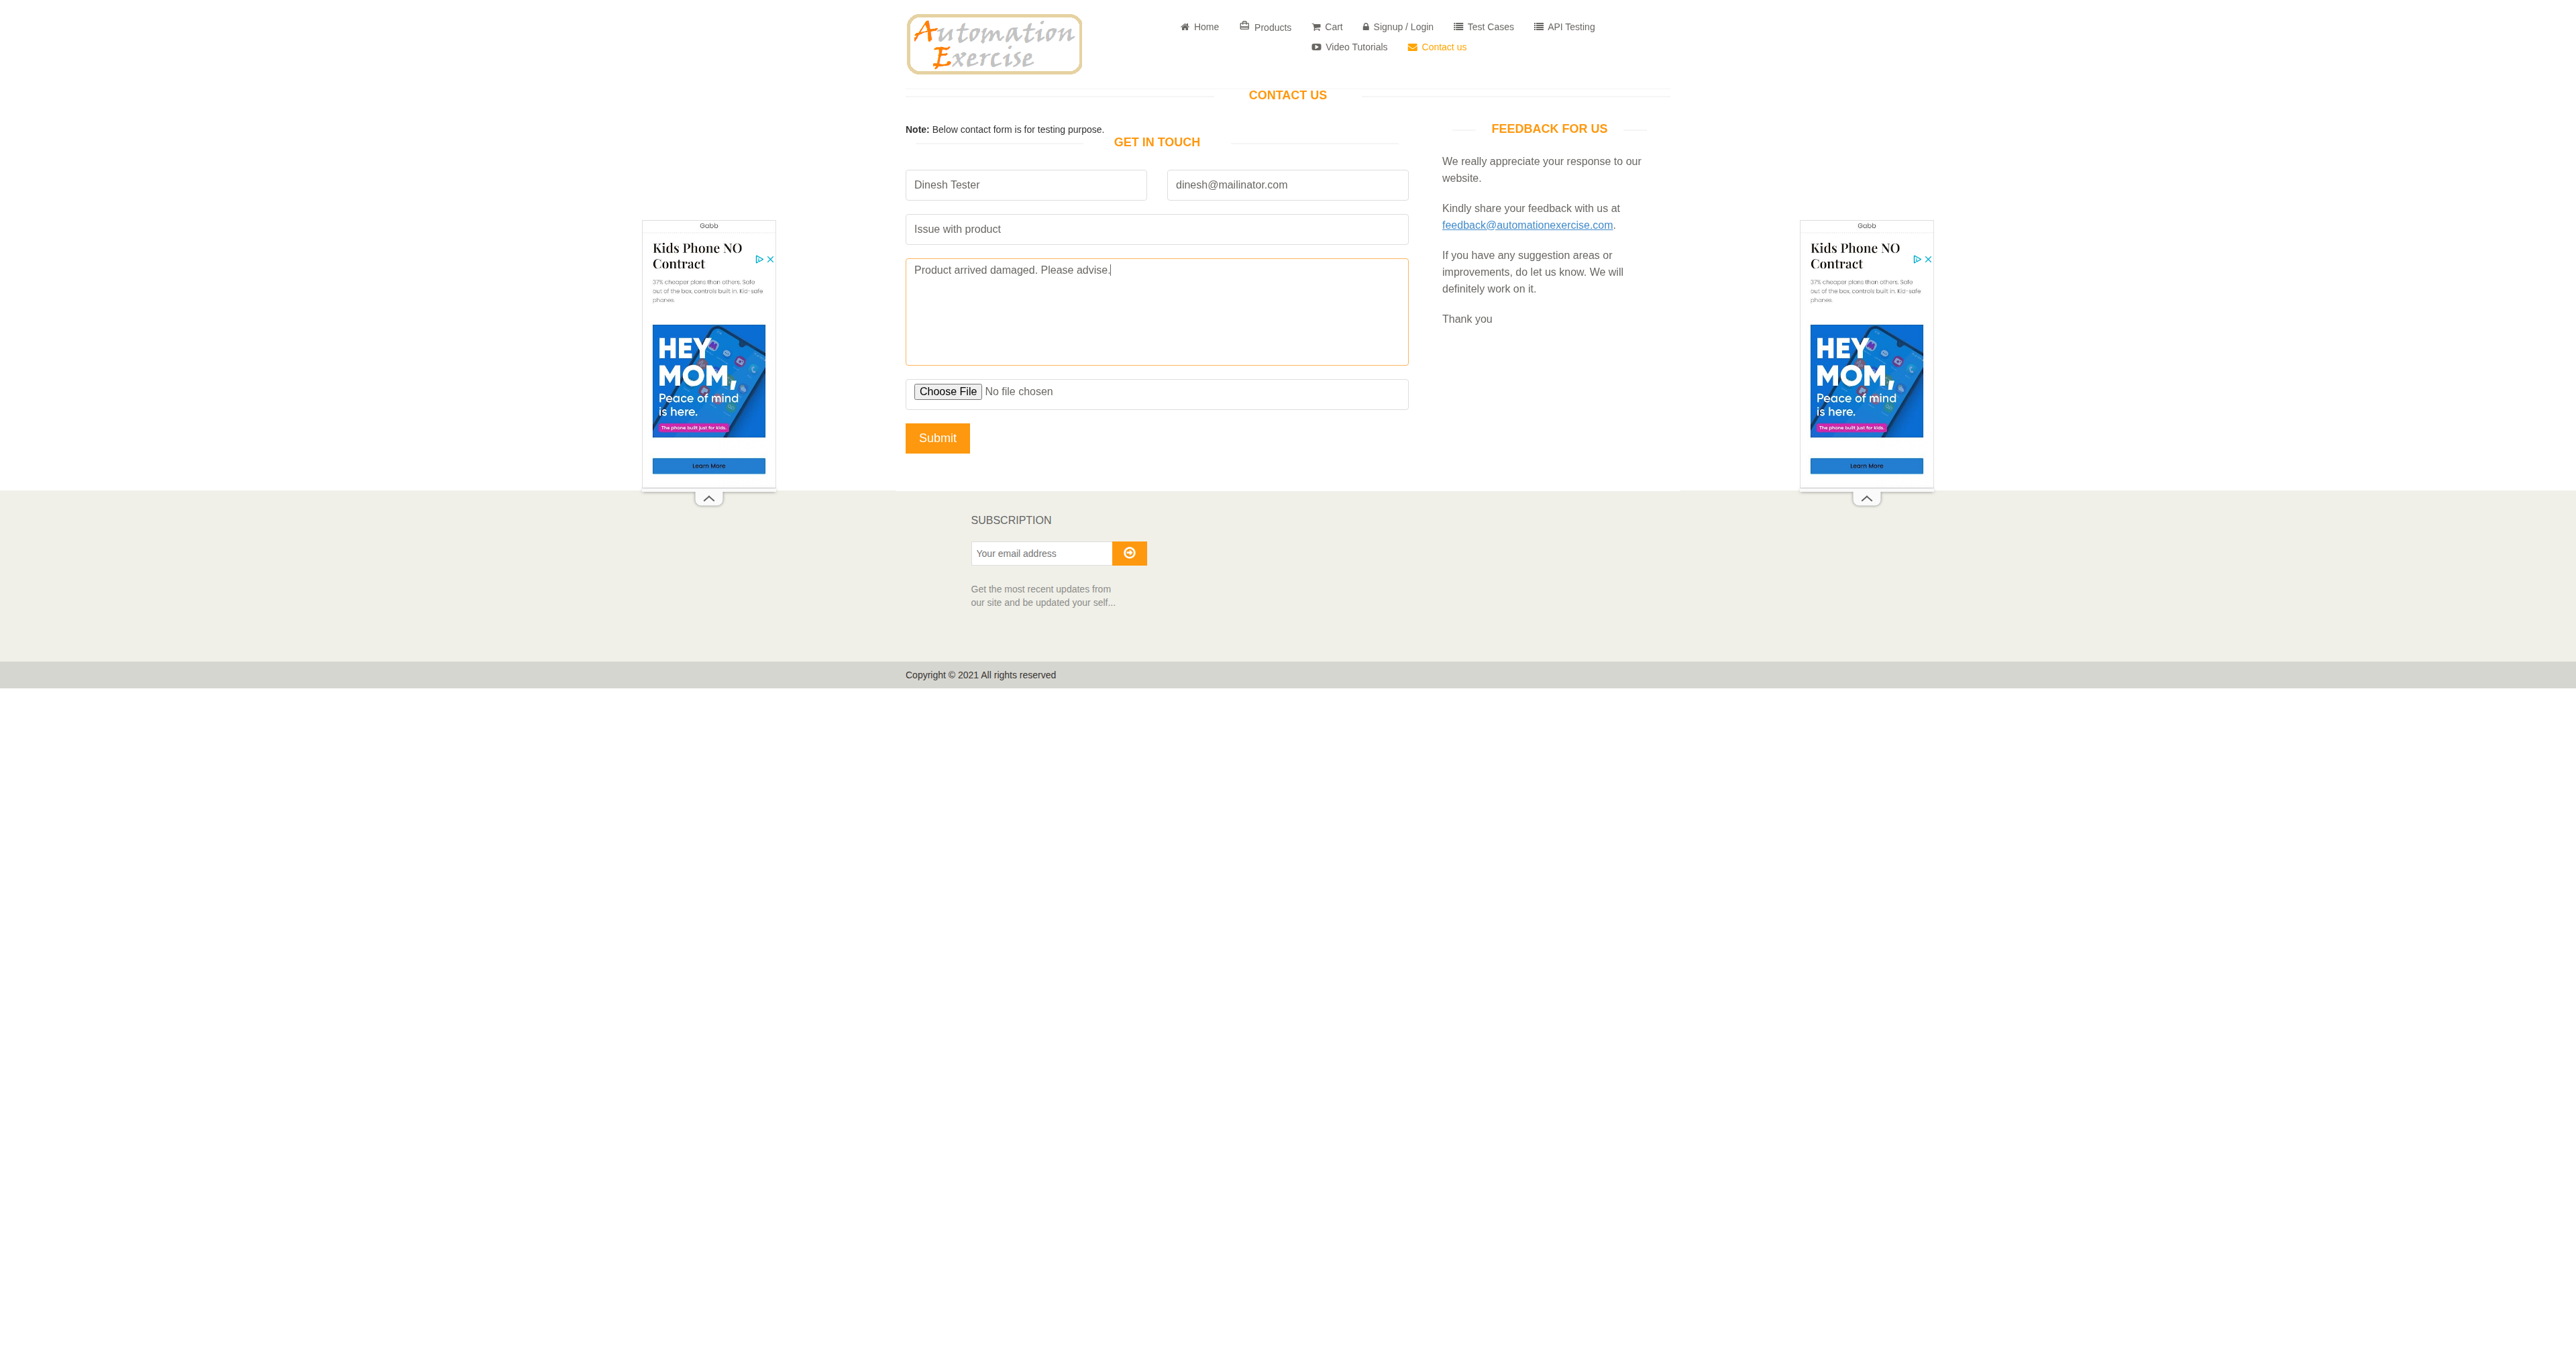 Automation
Exercise
Home
Products
Cart
Signup / Login
Test Cases
API Testing
Video Tutorials
Contact us
CONTACT US
Note: Below contact form is for testing purpose.
GET IN TOUCH
Dinesh Tester
dinesh@mailinator.com
Issue with product
Product arrived damaged. Please advise.
Choose File No file chosen
Submit
FEEDBACK FOR US
We really appreciate your response to our
website.
Kindly share your feedback with us at
feedback@automationexercise.com.
If you have any suggestion areas or
improvements, do let us know. We will
definitely work on it.
Thank you
Gabb
Kids Phone NO
Contract
37% cheaper plans than others. Safe
out of the box, controls built in. Kid-safe
phones
HEY
MOM,
Peace of mind
is here.
The phone built just for kids.
Learn More
Gabb
Kids Phone NO
Contract
37% cheaper plans than others. Safe
out of the box, controls built in. Kid-safe
phones
HEY
MOM,
Peace of mind
is here.
The phone built just for kids.
Learn More
SUBSCRIPTION
Your email address
Get the most recent updates from
our site and be updated your self...
Copyright © 2021 All rights reserved